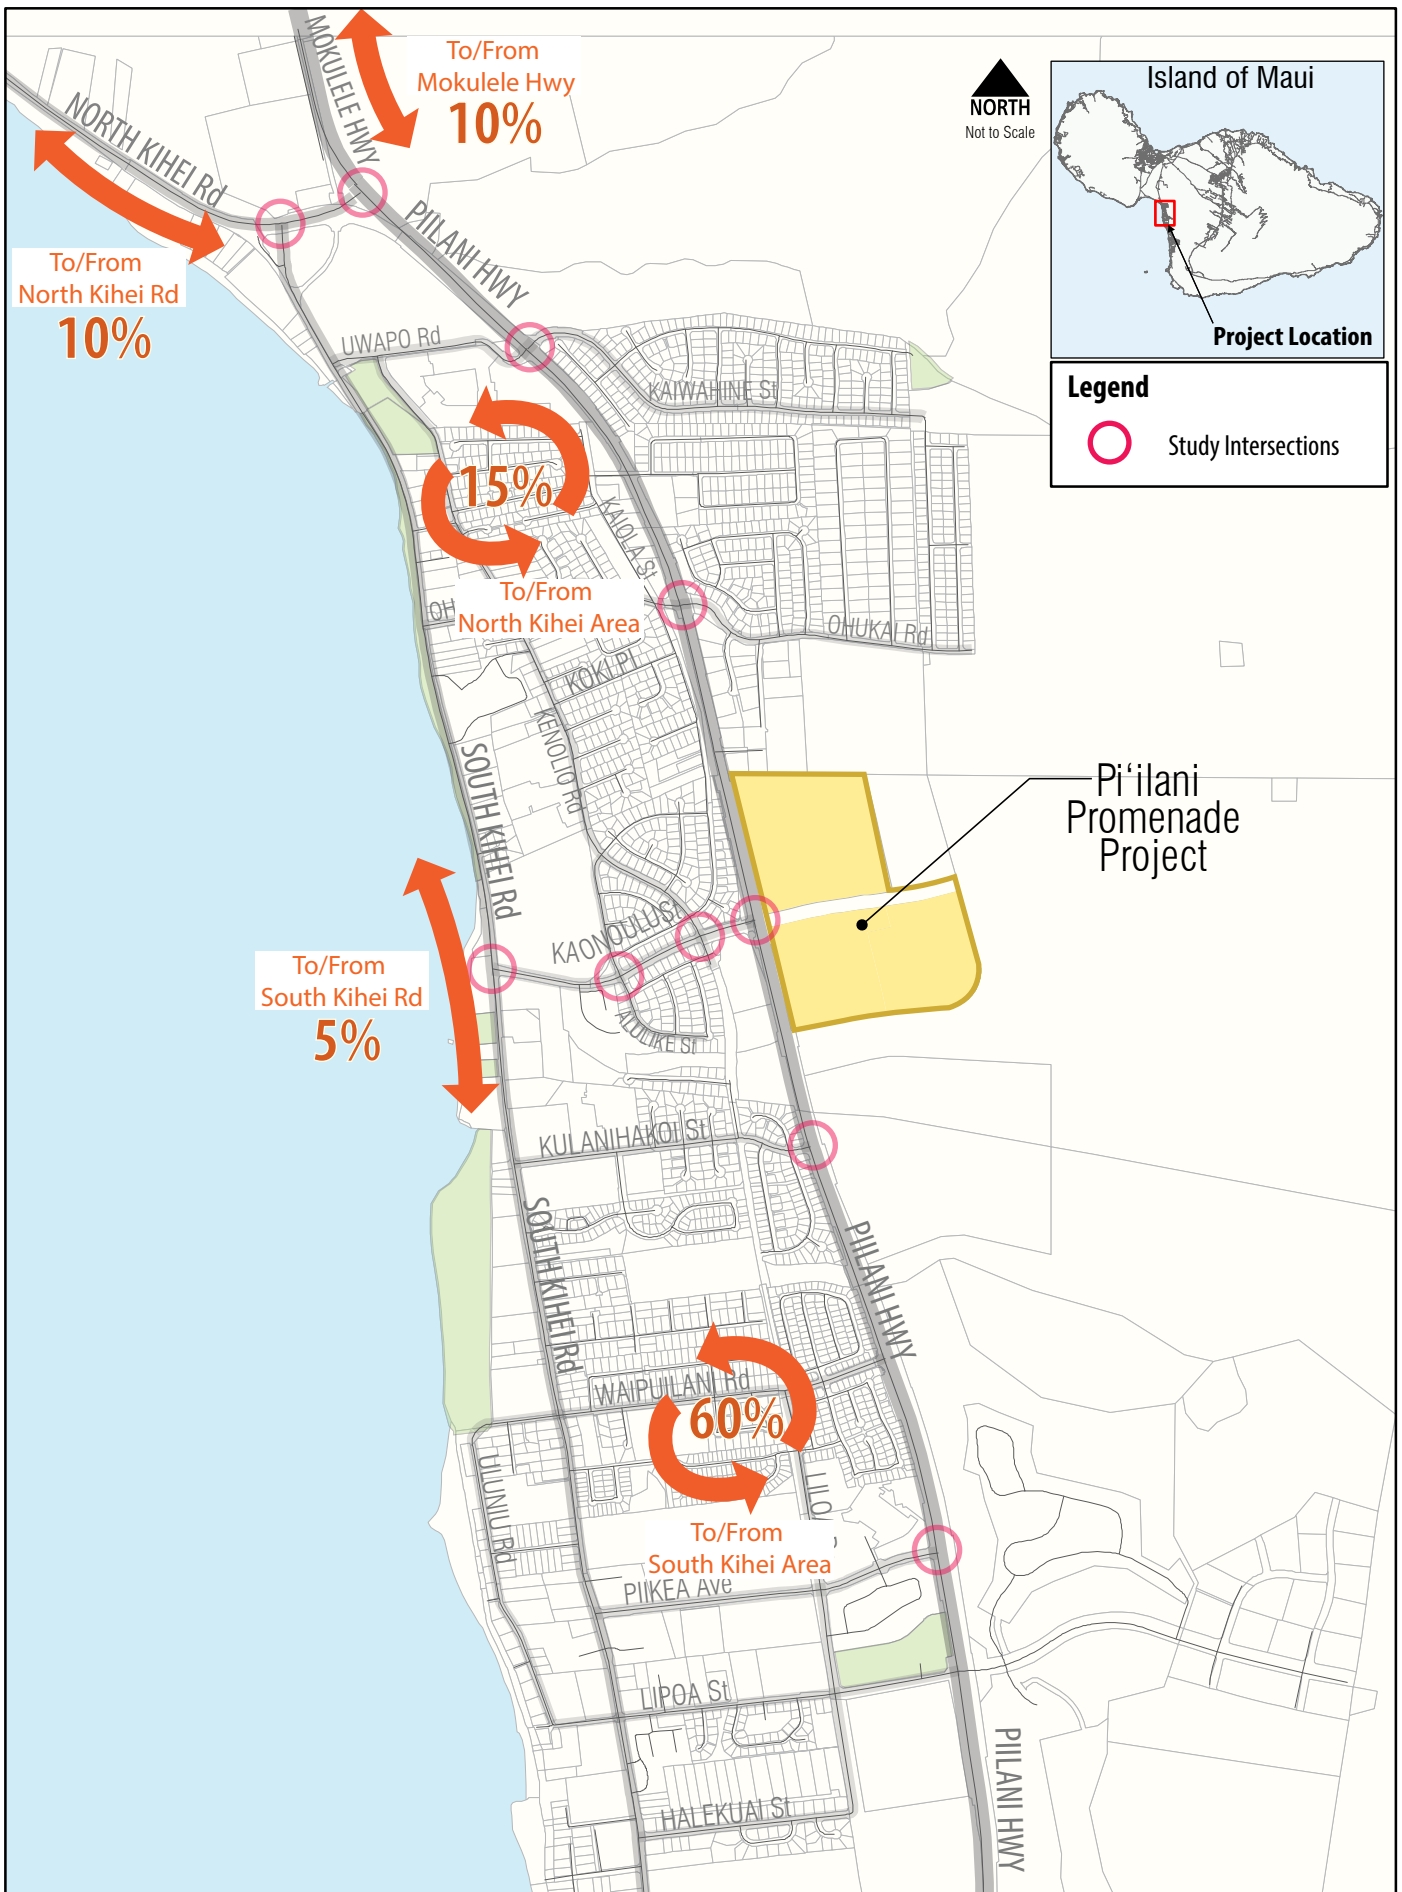 MOKULELE HWY
To/From
Mokulele Hwy
10%
NORTH
Not to Scale
Island of Maui
Project Location
Legend
Study Intersections
NORTH KIHEI Rd
To/From
North Kihei Rd
10%
PIILANI HWY
UWAPO Rd
KAIWAHINE St
15%
To/From
North Kihei Area
KAIOLA St
OH
OHUKAI Rd
KOKI Pl
KENOLIO Rd
SOUTH KIHEI Rd
Pi‘ilani
Promenade
Project
KAONOULU St
To/From
South Kihei Rd
5%
ALULIKE St
KULANIHAKOI St
SOUTH KIHEI Rd
PIILANI HWY
WAIPUILANI Rd
60%
To/From
South Kihei Area
ULUNIU Rd
PIIKEA Ave
LIPOA St
HALEKUAI St
PIILANI HWY